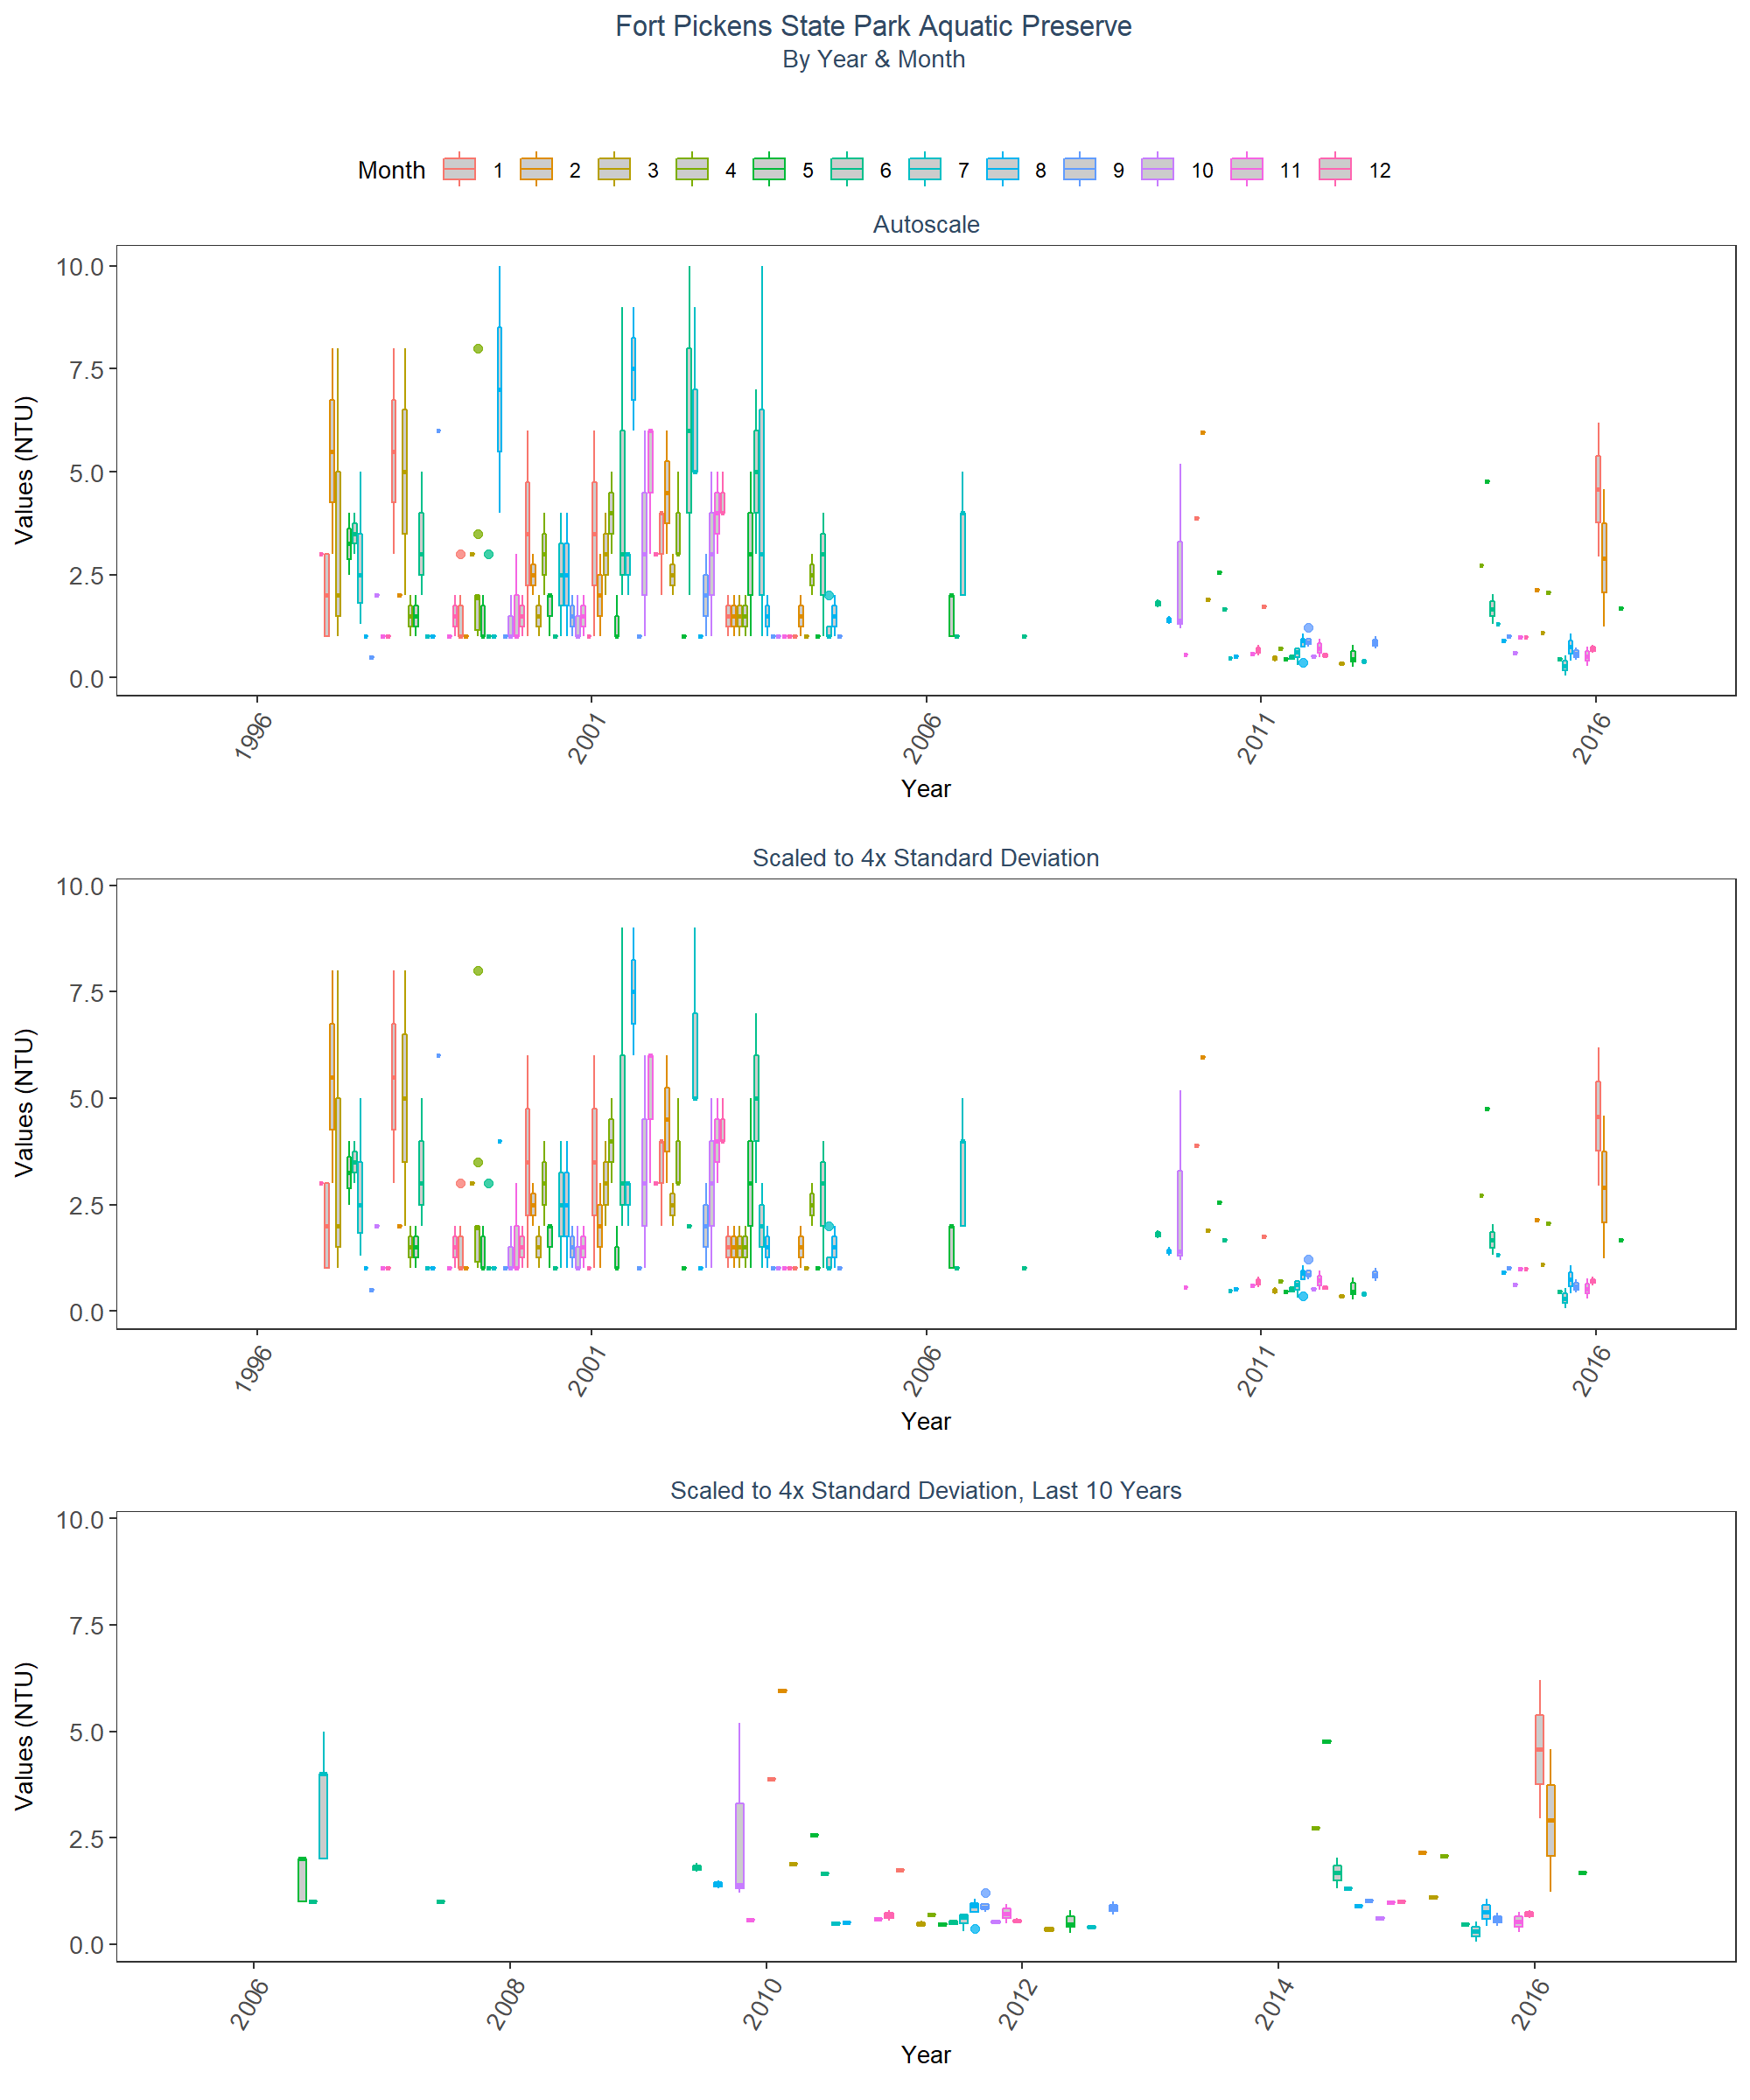 Fort Pickens State Park Aquatic Preserve
By Year & Month
Month 1 2 3 4 5 6 7 8 9 10 11 12
Autoscale
10.0
7.5
5.0
2.5
0.0
Values (NTU)
1996 2001 2006 2011 2016
Year
Scaled to 4x Standard Deviation
10.0
7.5
5.0
2.5
0.0
Values (NTU)
1996 2001 2006 2011 2016
Year
Scaled to 4x Standard Deviation, Last 10 Years
10.0
7.5
5.0
2.5
0.0
Values (NTU)
2006 2008 2010 2012 2014 2016
Year